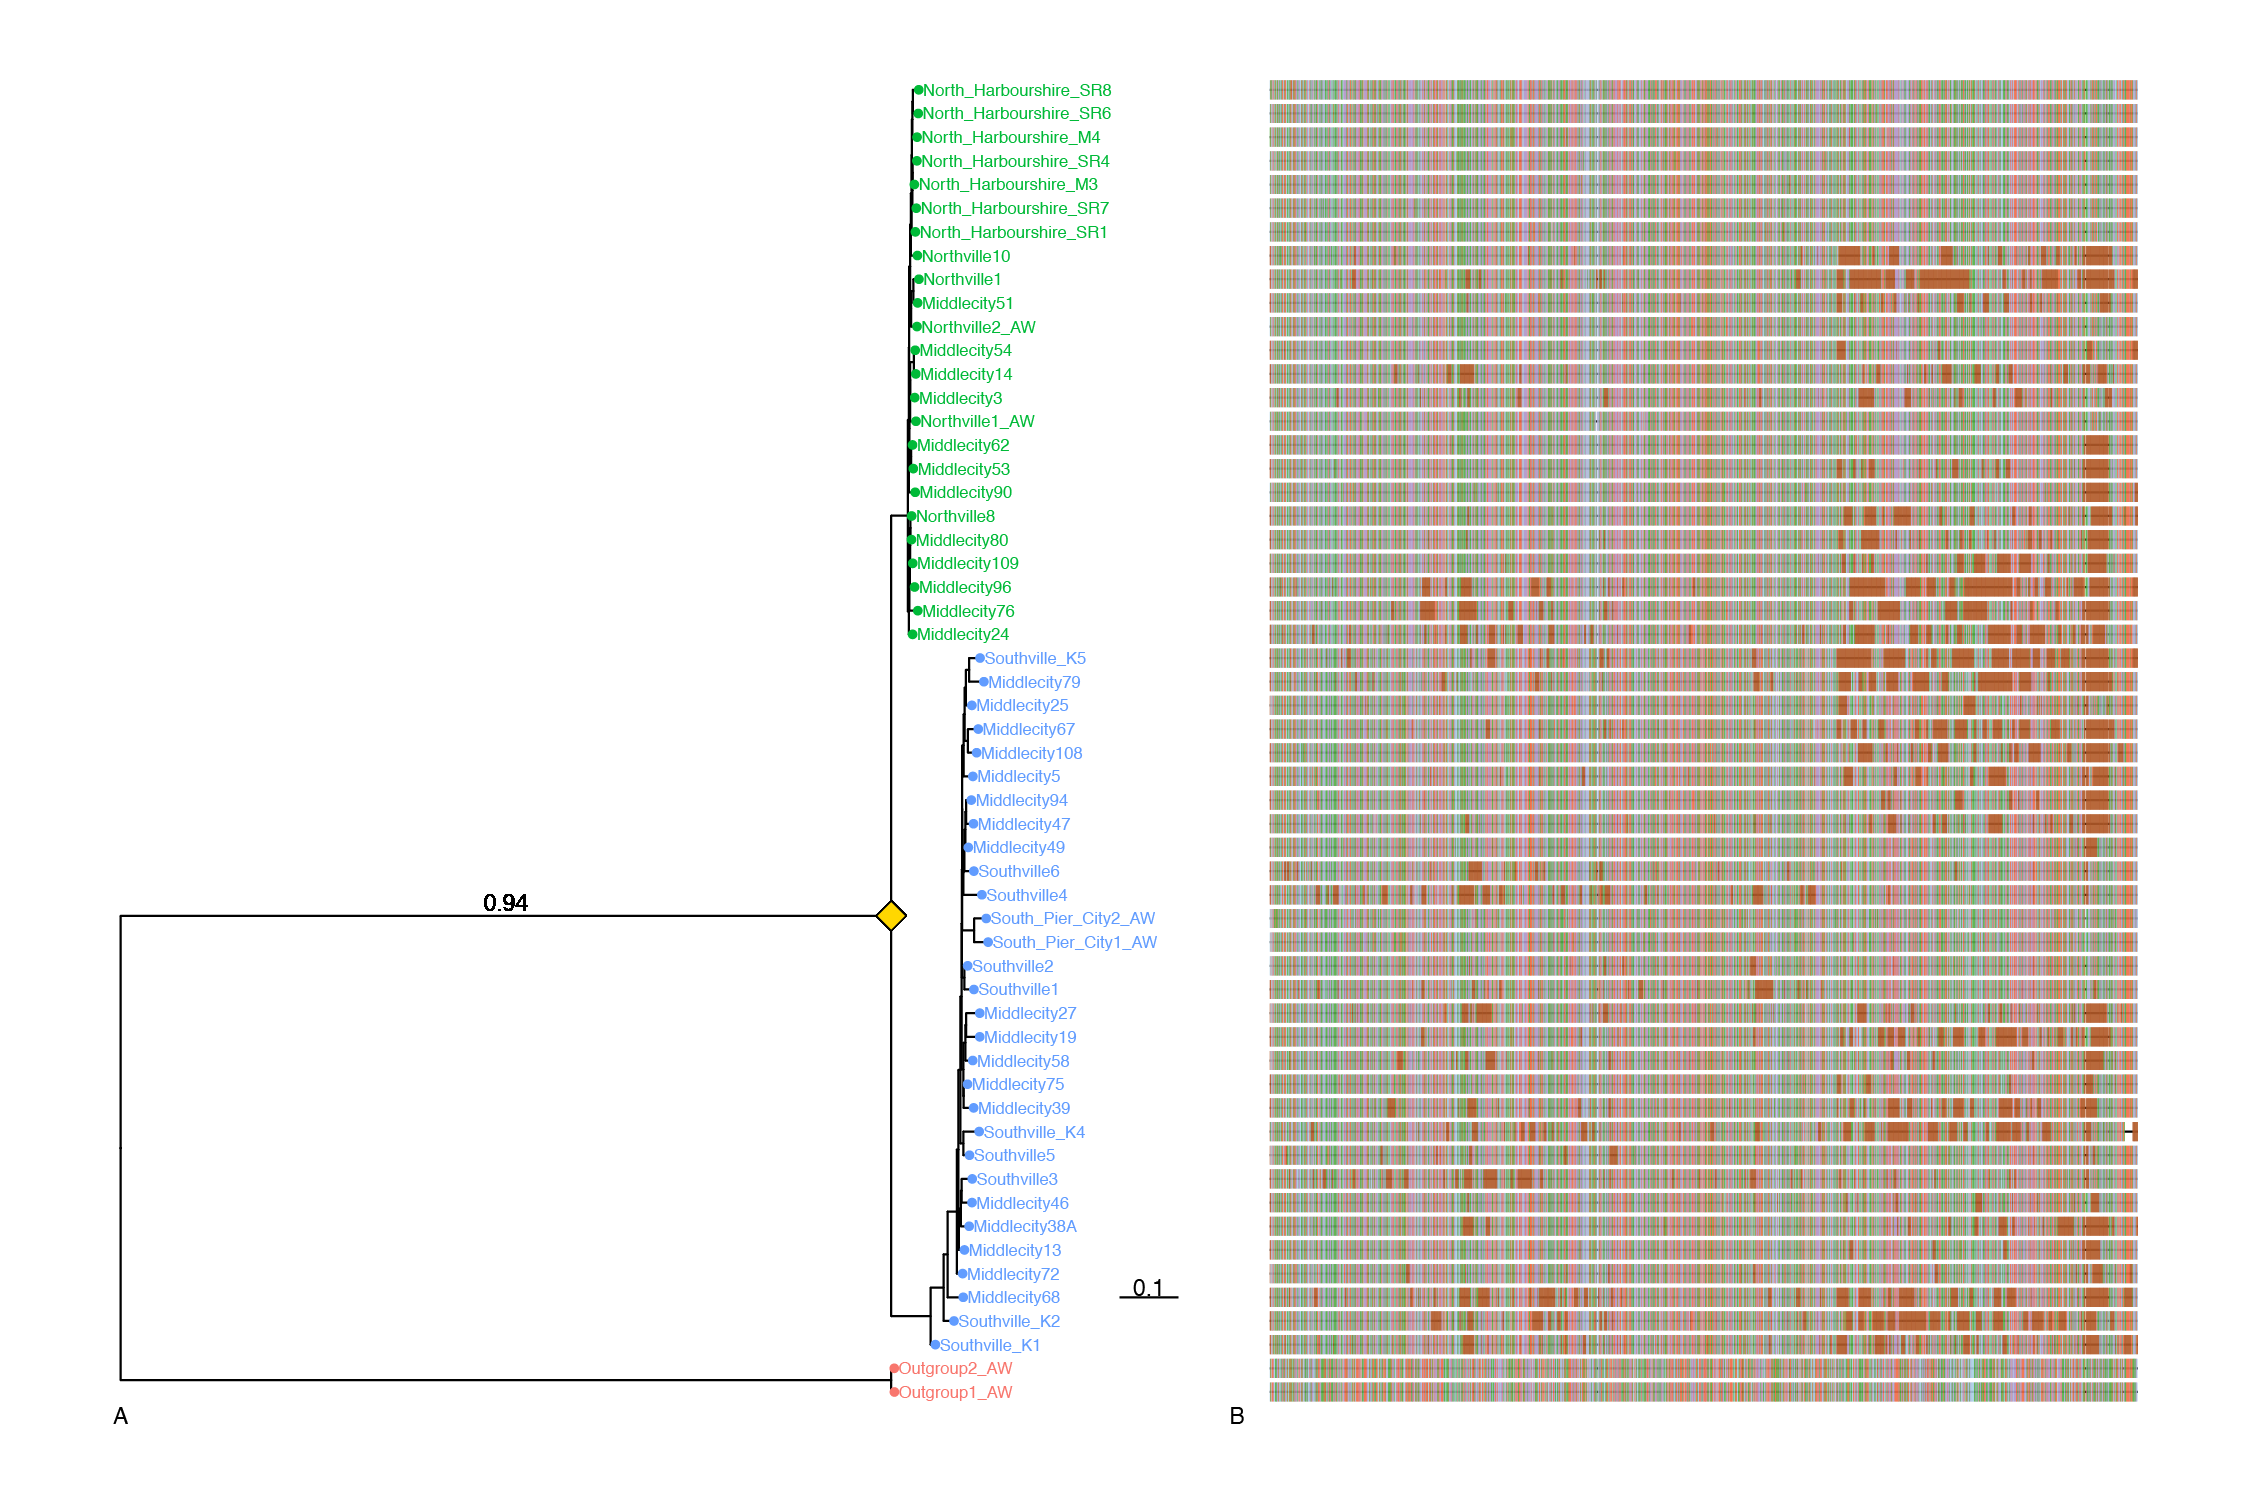 North_Harbourshire_SR8
North_Harbourshire_SR6
North_Harbourshire_M4
North_Harbourshire_SR4
North_Harbourshire_M3
North_Harbourshire_SR7
North_Harbourshire_SR1
Northville10
Northville1
Middlecity51
Northville2_AW
Middlecity54
Middlecity14
Middlecity3
Northville1_AW
Middlecity62
Middlecity53
Middlecity90
Northville8
Middlecity80
Middlecity109
Middlecity96
Middlecity76
Middlecity24
Southville_K5
Middlecity79
Middlecity25
Middlecity67
Middlecity108
Middlecity5
Middlecity94
Middlecity47
Middlecity49
Southville6
Southville4
0.94
South_Pier_City2_AW
South_Pier_City1_AW
Southville2
Southville1
Middlecity27
Middlecity19
Middlecity58
Middlecity75
Middlecity39
Southville_K4
Southville5
Southville3
Middlecity46
Middlecity38A
Middlecity13
Middlecity72
0.1
Middlecity68
Southville_K2
Southville_K1
Outgroup2_AW
Outgroup1_AW
A
B